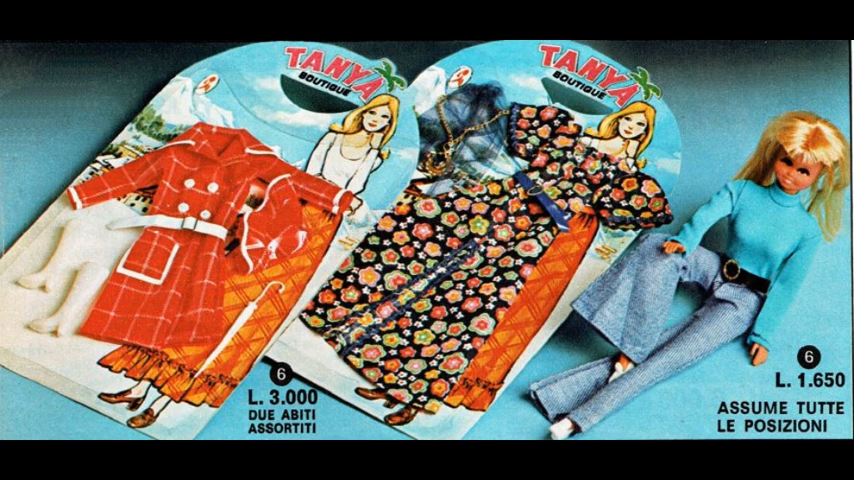 TANYA
BOUTIQUE
TANYA
BOUTIQUE
6
L. 3.000
DUE ABITI
ASSORTITI
6
L. 1.650
ASSUME TUTTE
LE POSIZIONI